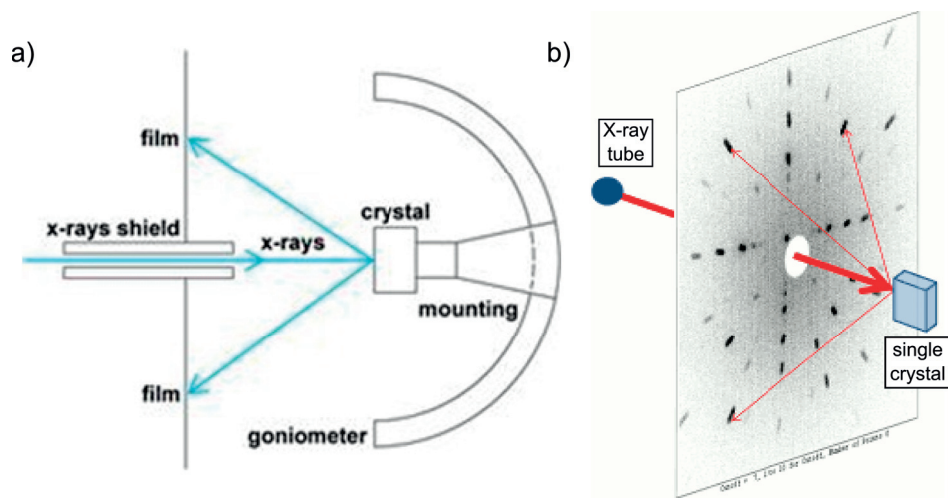 a)
film
x-rays shield
x-rays
crystal
mounting
film
goniometer
b)
X-ray
tube
single
crystal